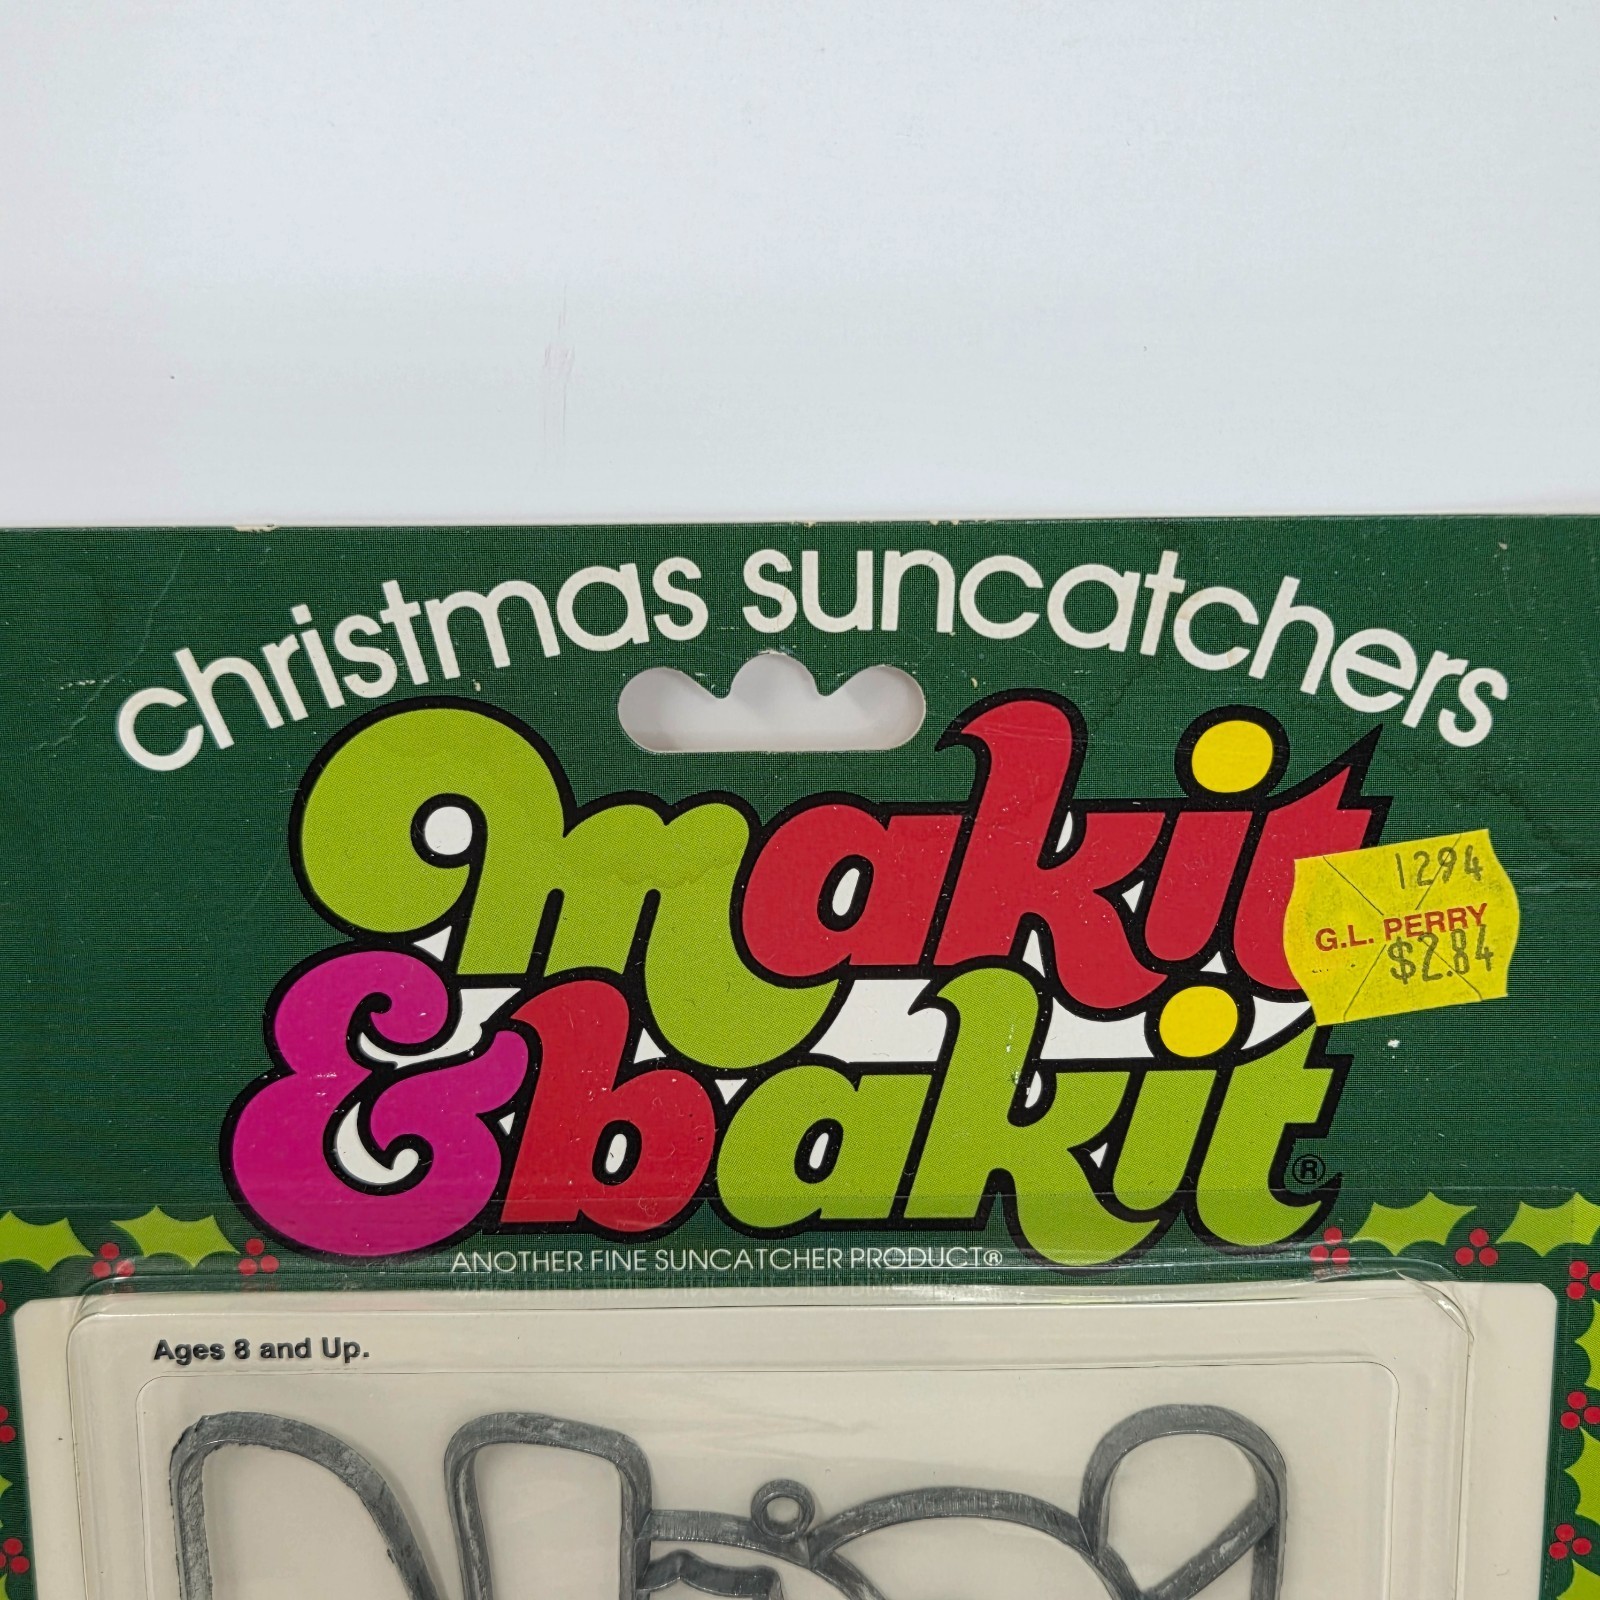 christmas suncatchers
makit
& bakit®
1294
G.L. PERRY
$2.84
ANOTHER FINE SUNCATCHER PRODUCT®
Ages 8 and Up.